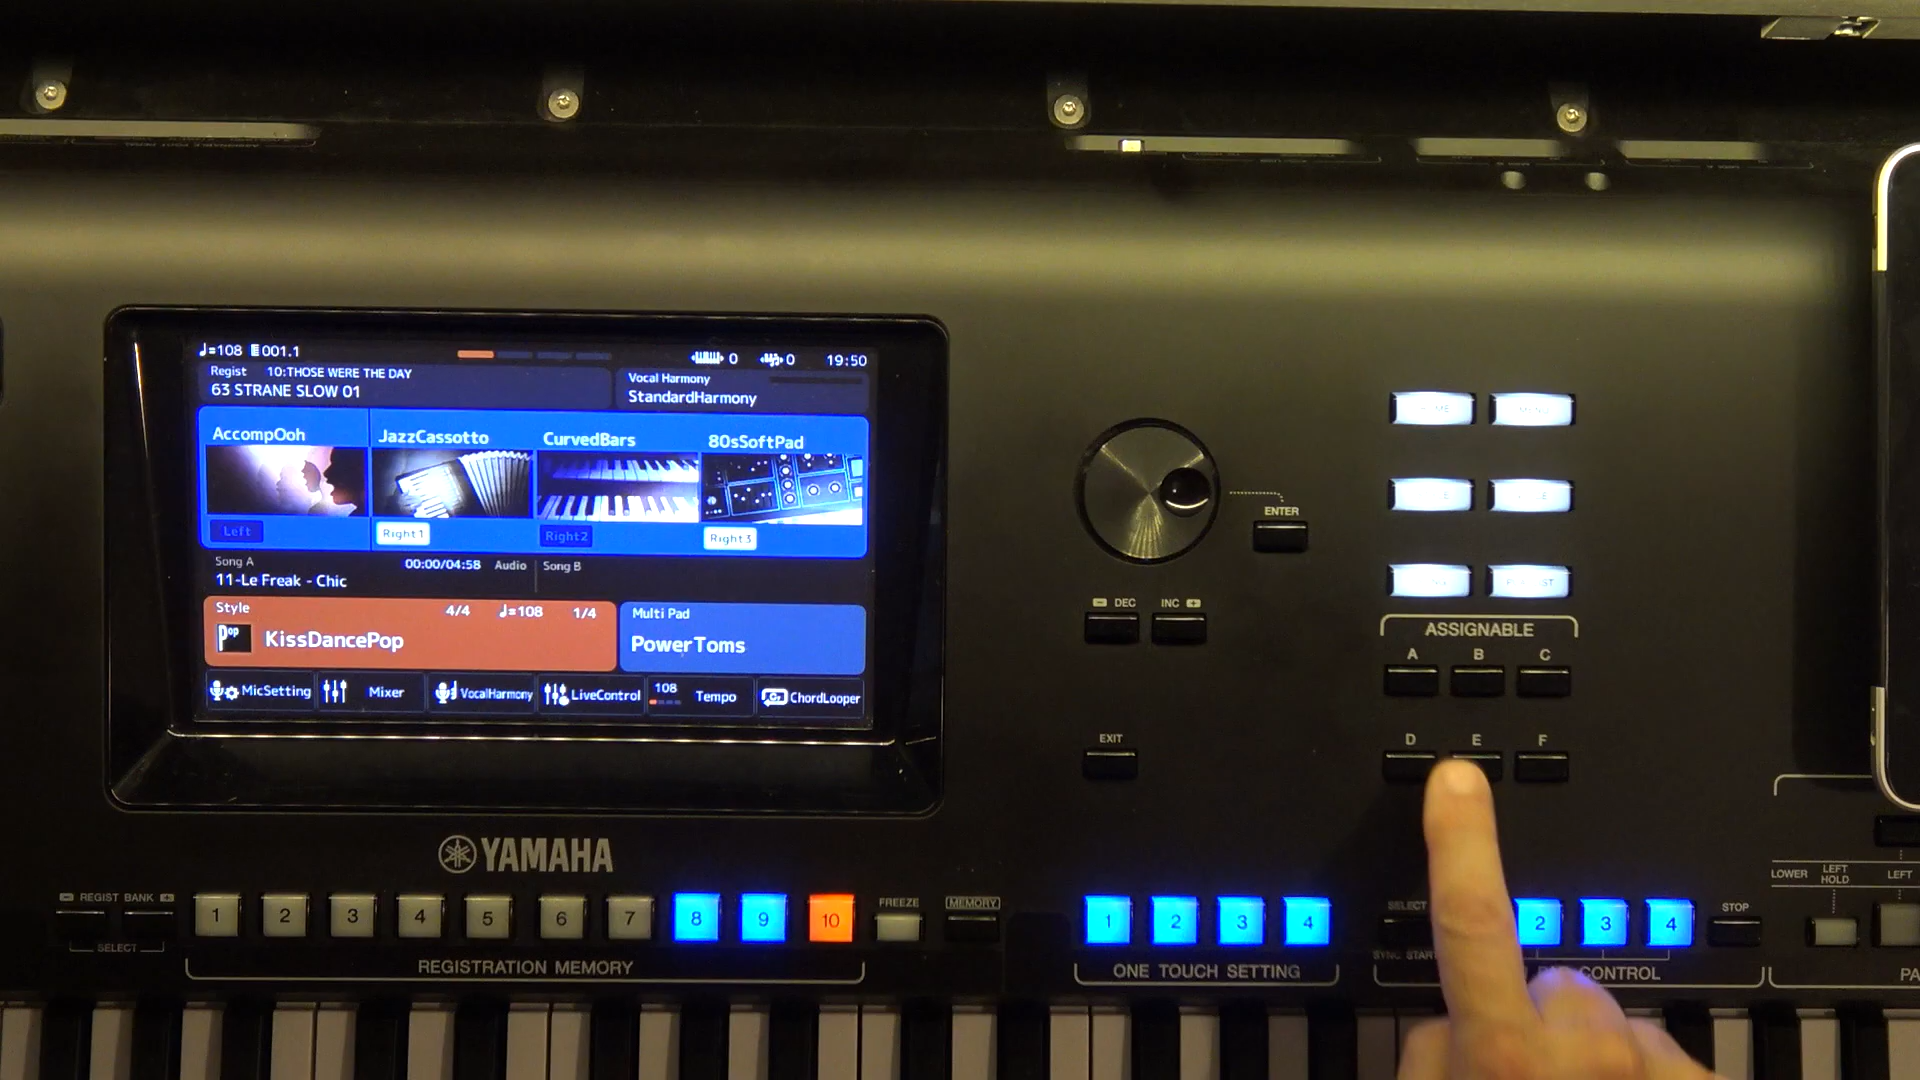 ♩=108 001.1
0 0 19:50
Regist 10:THOSE WERE THE DAY
63 STRANE SLOW 01
Vocal Harmony
StandardHarmony
AccompOoh JazzCassotto CurvedBars 80sSoftPad
Left Right1 Right2 Right3
Song A 00:00/04:58 Audio Song B
11-Le Freak - Chic
Style 4/4 ♩=108 1/4
Pop KissDancePop
Multi Pad
PowerToms
MicSetting Mixer VocalHarmony LiveControl 108 Tempo ChordLooper
YAMAHA
ENTER
- DEC INC +
EXIT
ASSIGNABLE
A B C
D E F
- REGIST BANK +
SELECT
1 2 3 4 5 6 7 8 9 10
FREEZE MEMORY
REGISTRATION MEMORY
1 2 3 4
ONE TOUCH SETTING
SELECT
2 3 4
STOP
SYNC START
CONTROL
LOWER LEFT HOLD LEFT
PA